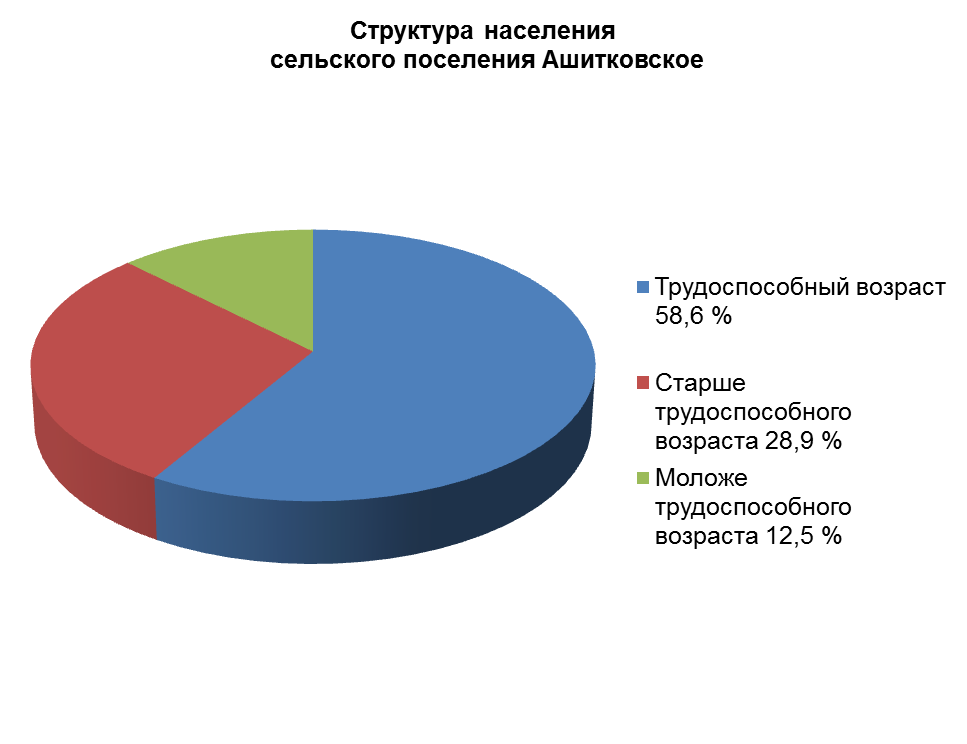 Структура населения
сельского поселения Ашитковское
Трудоспособный возраст
58,6 %
Старше
трудоспособного
возраста 28,9 %
Моложе
трудоспособного
возраста 12,5 %